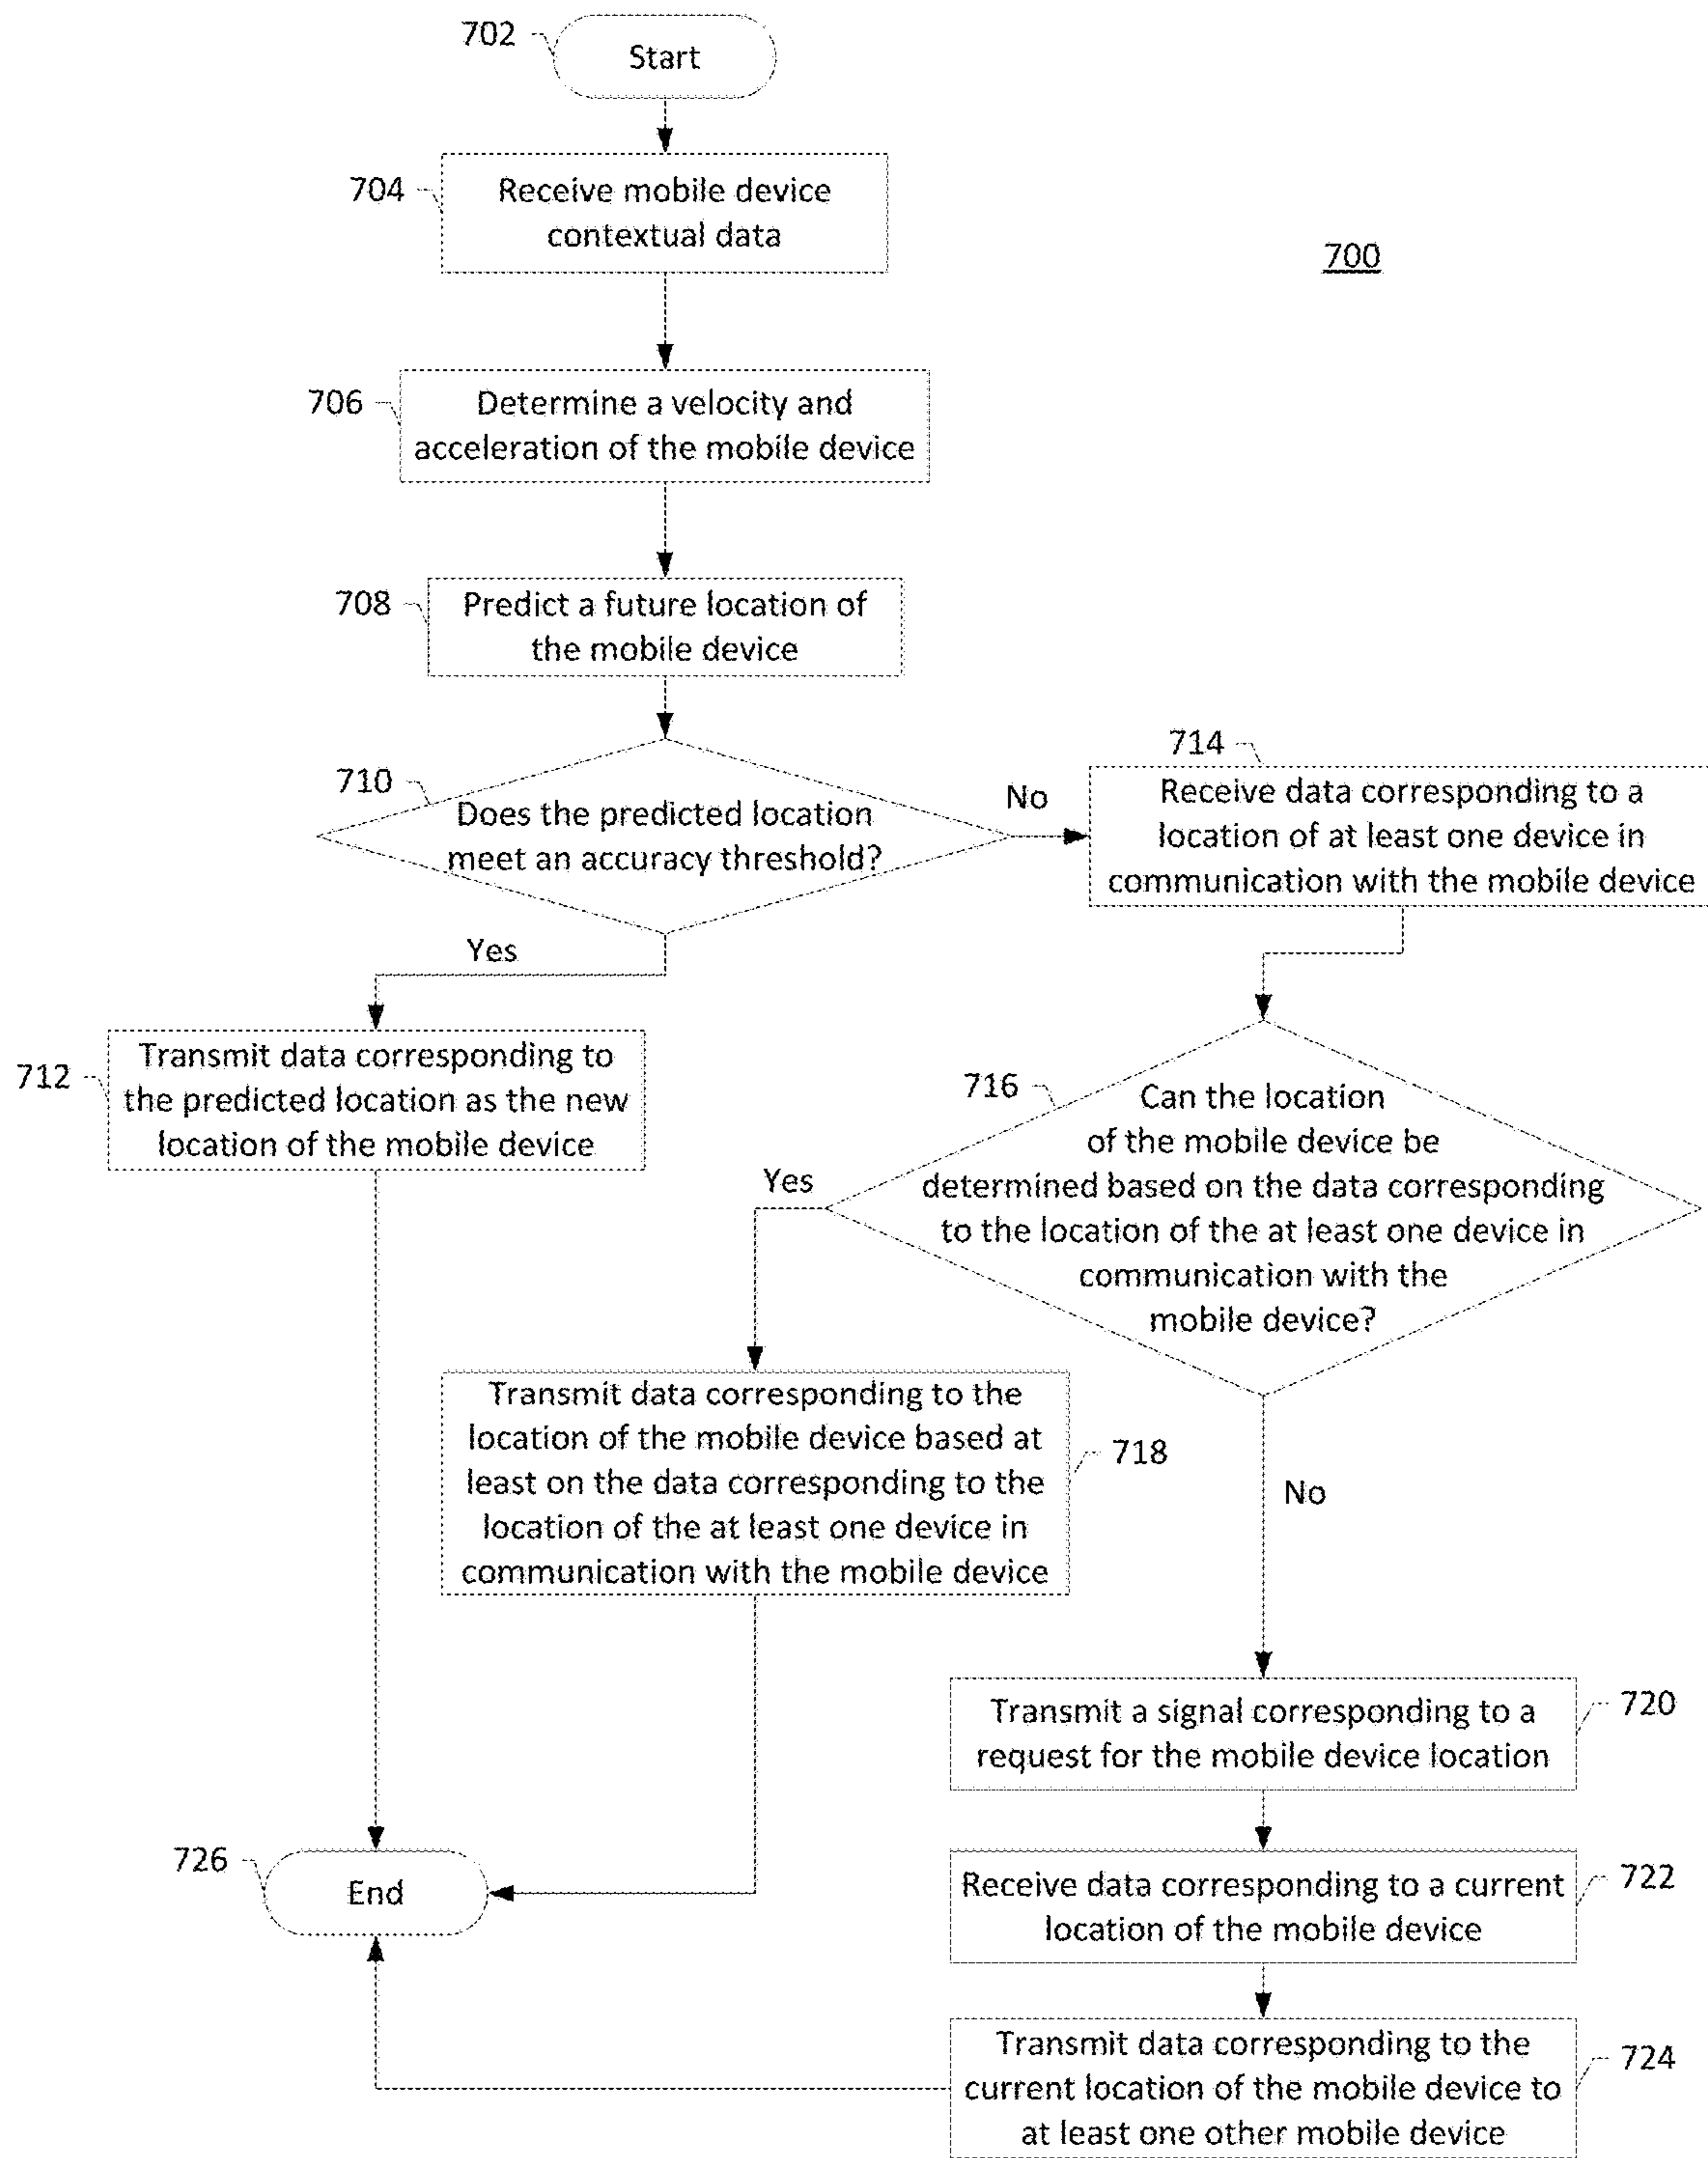 702
Start
704
Receive mobile device
contextual data
700
706
Determine a velocity and
acceleration of the mobile device
708
Predict a future location of
the mobile device
710
Does the predicted location
meet an accuracy threshold?
No
714
Receive data corresponding to a
location of at least one device in
communication with the mobile device
Yes
712
Transmit data corresponding to
the predicted location as the new
location of the mobile device
716
Can the location
of the mobile device be
determined based on the data corresponding
to the location of the at least one device in
communication with the
mobile device?
Yes
Transmit data corresponding to the
location of the mobile device based at
least on the data corresponding to the
location of the at least one device in
communication with the mobile device
718
No
Transmit a signal corresponding to a
request for the mobile device location
720
726
End
Receive data corresponding to a current
location of the mobile device
722
Transmit data corresponding to the
current location of the mobile device to
at least one other mobile device
724